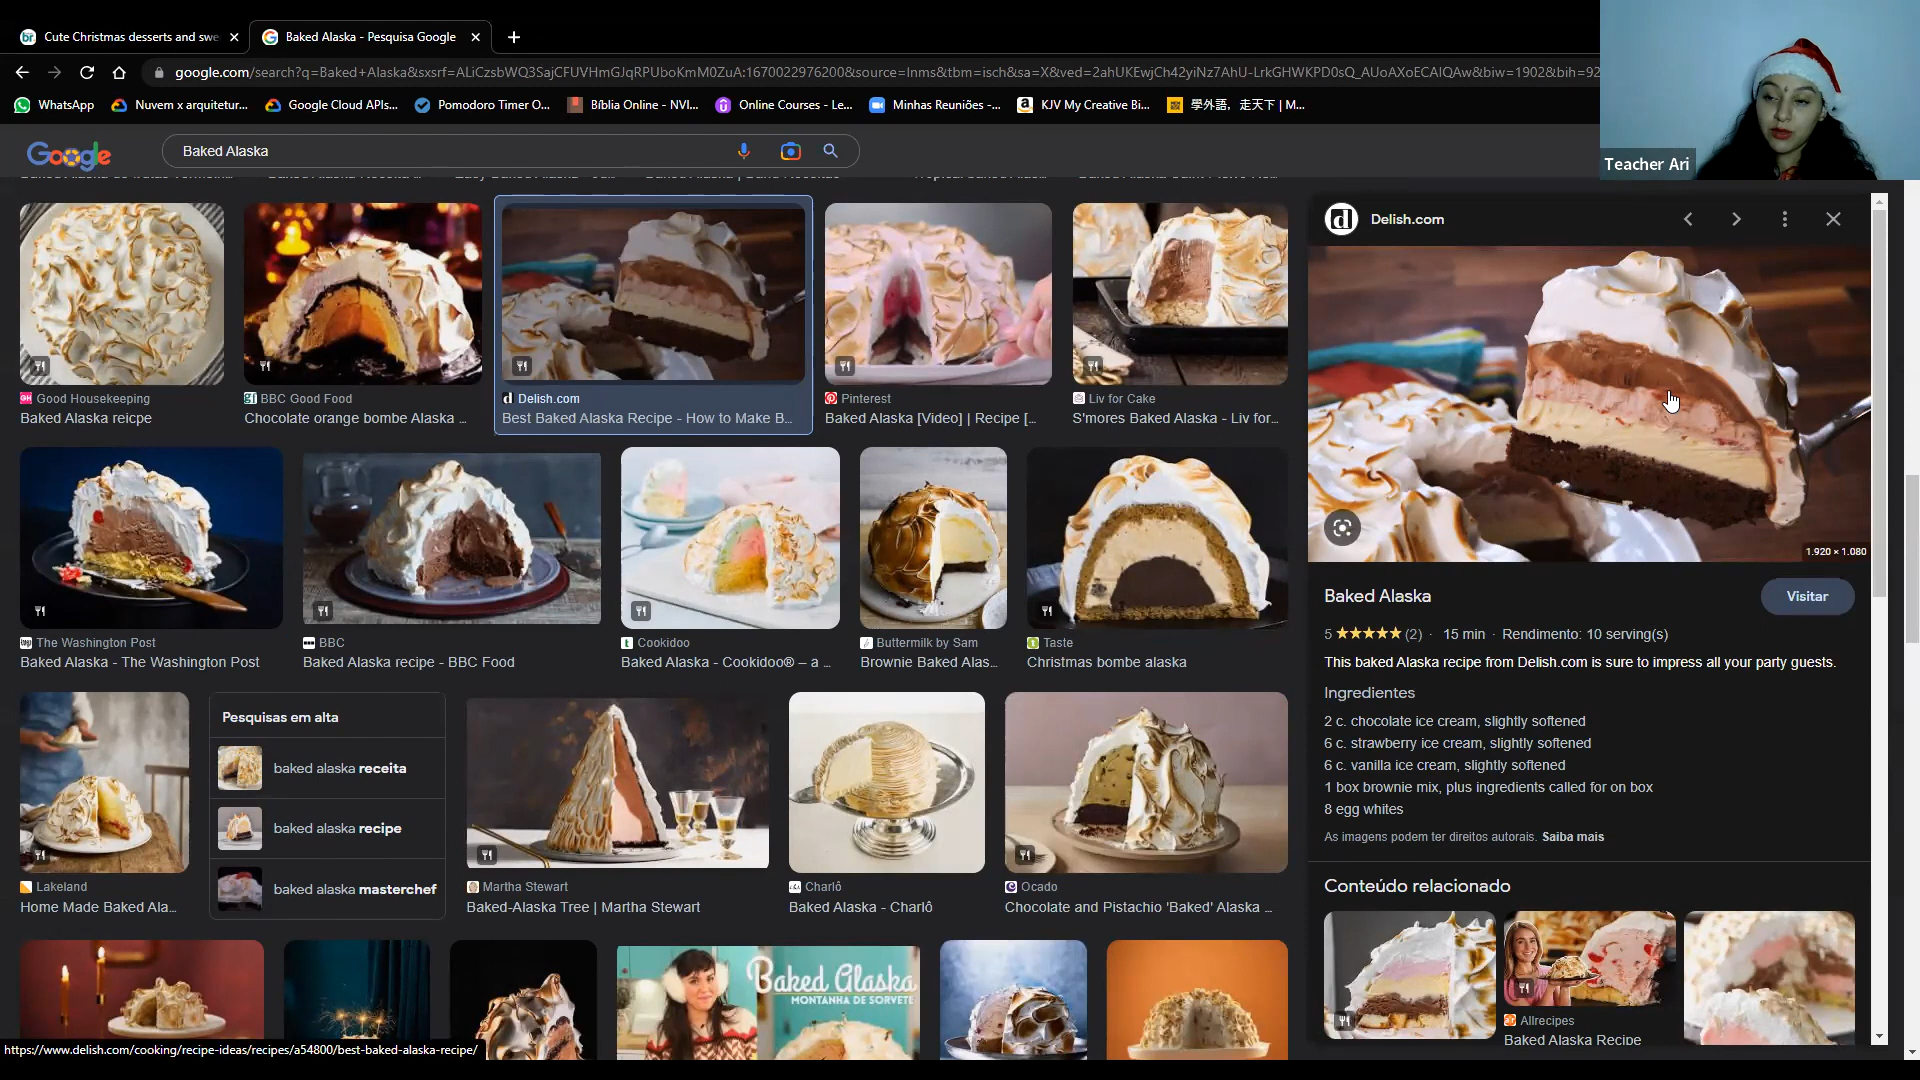 Cute Christmas desserts and swe
Baked Alaska - Pesquisa Google
google.com/search?q=Baked+Alaska&sxsrf=ALiCzsbWQ3SajCFUVHmGJqRPUboKmM0ZuA:1670022976200&source=lnms&tbm=isch&sa=X&ved=2ahUKEwjCh42yiNz7AhU-LrkGHWKPD0sQ_AUoAXoECAIQAw&biw=1902&bih=92
WhatsApp
Nuvem x arquitetur...
Google Cloud APIs...
Pomodoro Timer O...
Bíblia Online - NVI...
Online Courses - Le...
Minhas Reuniões -...
KJV My Creative Bi...
學外語，走天下 | M...
Teacher Ari
Google
Baked Alaska
Good Housekeeping
Baked Alaska reicpe
BBC Good Food
Chocolate orange bombe Alaska ...
Delish.com
Best Baked Alaska Recipe - How to Make B...
Pinterest
Baked Alaska [Video] | Recipe [...
Liv for Cake
S'mores Baked Alaska - Liv for...
The Washington Post
Baked Alaska - The Washington Post
BBC
Baked Alaska recipe - BBC Food
Cookidoo
Baked Alaska - Cookidoo® – a ...
Buttermilk by Sam
Brownie Baked Alas...
Taste
Christmas bombe alaska
Lakeland
Home Made Baked Ala...
Pesquisas em alta
baked alaska receita
baked alaska recipe
baked alaska masterchef
Martha Stewart
Baked-Alaska Tree | Martha Stewart
Charlô
Baked Alaska - Charlô
Ocado
Chocolate and Pistachio 'Baked' Alaska ...
Baked Alaska
MONTANHA DE SORVETE
https://www.delish.com/cooking/recipe-ideas/recipes/a54800/best-baked-alaska-recipe/
Delish.com
1.920 × 1.080
Baked Alaska
Visitar
5 ★★★★★ (2) · 15 min · Rendimento: 10 serving(s)
This baked Alaska recipe from Delish.com is sure to impress all your party guests.
Ingredientes
2 c. chocolate ice cream, slightly softened
6 c. strawberry ice cream, slightly softened
6 c. vanilla ice cream, slightly softened
1 box brownie mix, plus ingredients called for on box
8 egg whites
As imagens podem ter direitos autorais. Saiba mais
Conteúdo relacionado
Allrecipes
Baked Alaska Recipe